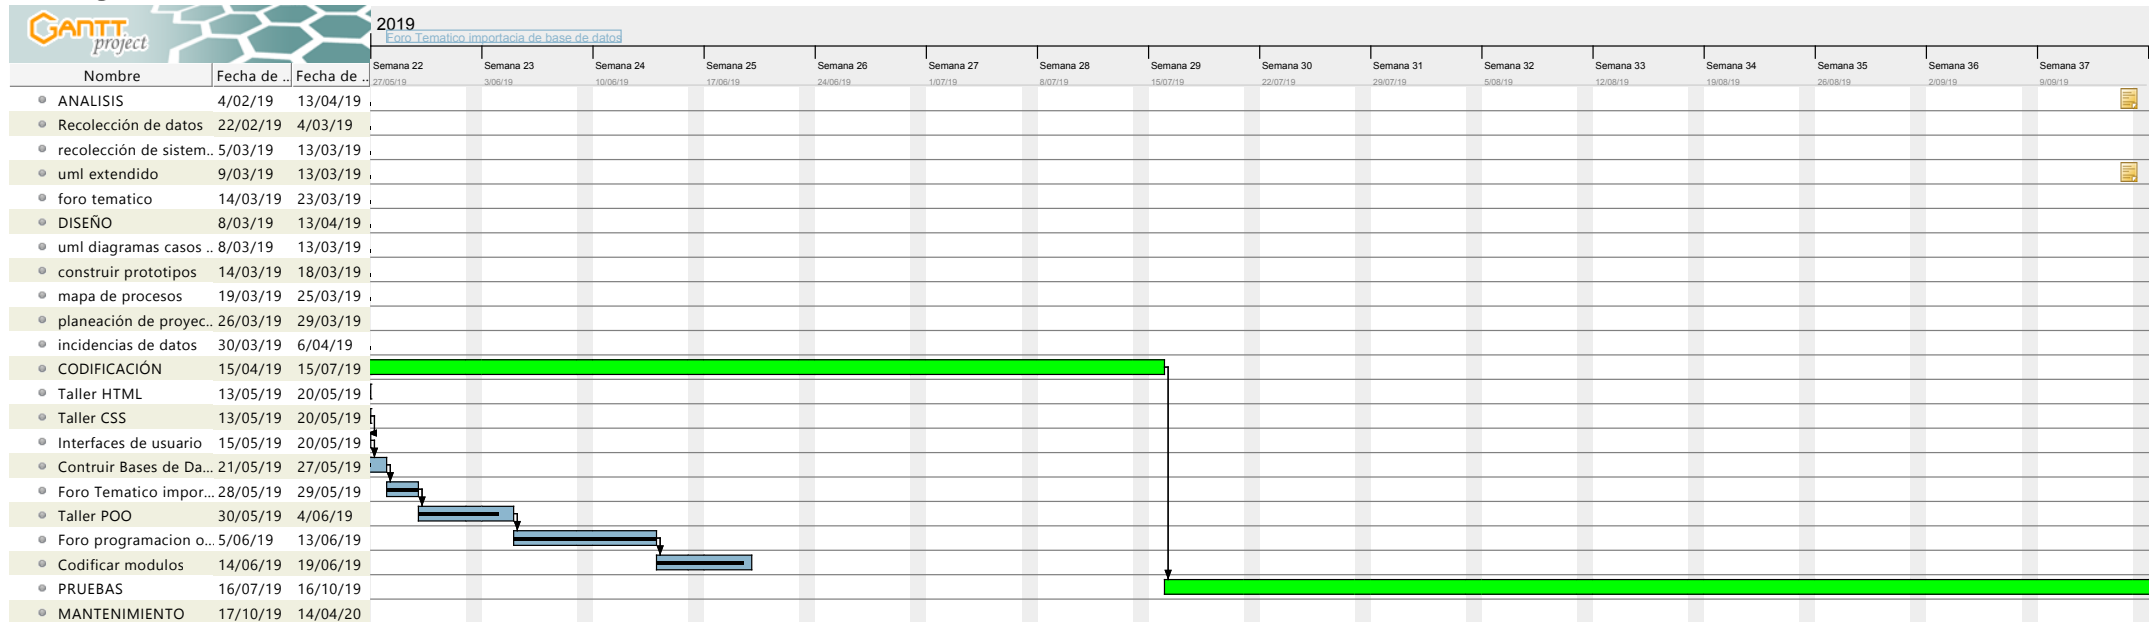 GANTT
project
2019
Foro Tematico importacia de base de datos
Semana 22 Semana 23 Semana 24 Semana 25 Semana 26 Semana 27 Semana 28 Semana 29 Semana 30 Semana 31 Semana 32 Semana 33 Semana 34 Semana 35 Semana 36 Semana 37
27/05/19 3/06/19 10/06/19 17/06/19 24/06/19 1/07/19 8/07/19 15/07/19 22/07/19 29/07/19 5/08/19 12/08/19 19/08/19 26/08/19 2/09/19 9/09/19
Nombre Fecha de .. Fecha de ..
ANALISIS 4/02/19 13/04/19
Recolección de datos 22/02/19 4/03/19
recolección de sistem.. 5/03/19 13/03/19
uml extendido 9/03/19 13/03/19
foro tematico 14/03/19 23/03/19
DISEÑO 8/03/19 13/04/19
uml diagramas casos .. 8/03/19 13/03/19
construir prototipos 14/03/19 18/03/19
mapa de procesos 19/03/19 25/03/19
planeación de proyec.. 26/03/19 29/03/19
incidencias de datos 30/03/19 6/04/19
CODIFICACIÓN 15/04/19 15/07/19
Taller HTML 13/05/19 20/05/19
Taller CSS 13/05/19 20/05/19
Interfaces de usuario 15/05/19 20/05/19
Contruir Bases de Da... 21/05/19 27/05/19
Foro Tematico impor... 28/05/19 29/05/19
Taller POO 30/05/19 4/06/19
Foro programacion o... 5/06/19 13/06/19
Codificar modulos 14/06/19 19/06/19
PRUEBAS 16/07/19 16/10/19
MANTENIMIENTO 17/10/19 14/04/20